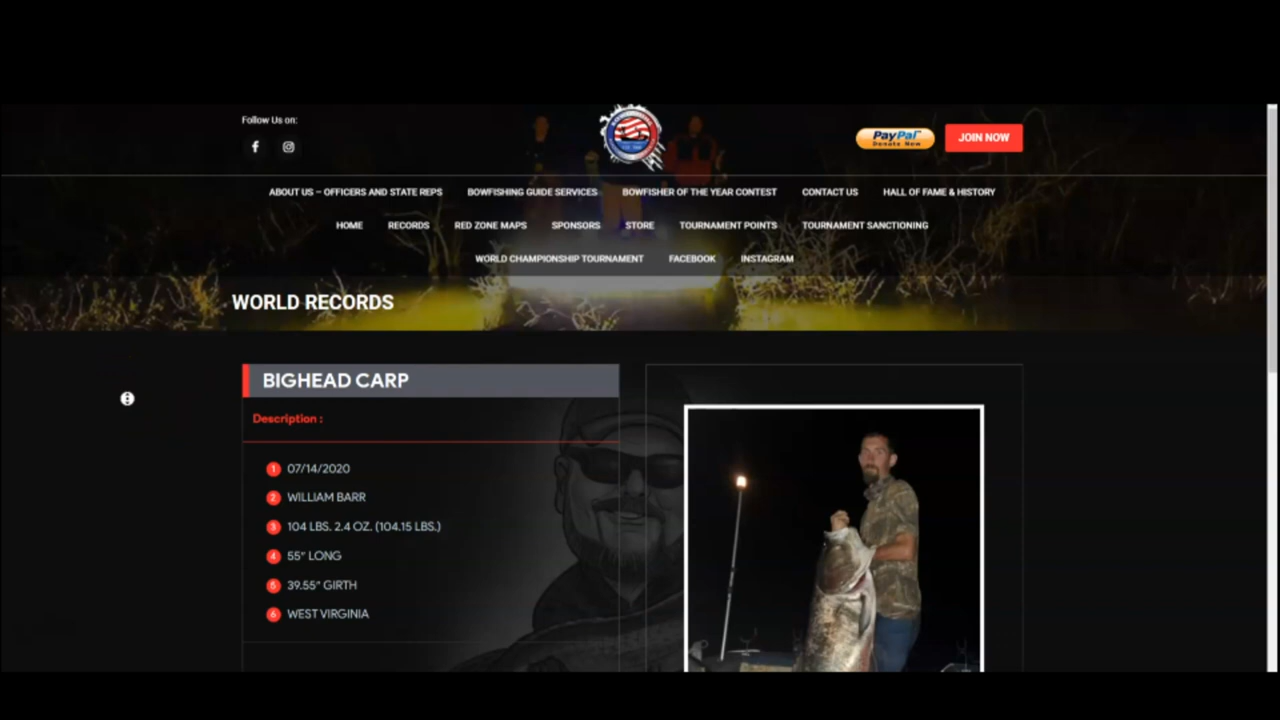 Follow Us on:
PayPal
Donate Now
JOIN NOW
ABOUT US – OFFICERS AND STATE REPS BOWFISHING GUIDE SERVICES BOWFISHER OF THE YEAR CONTEST CONTACT US HALL OF FAME & HISTORY
HOME RECORDS RED ZONE MAPS SPONSORS STORE TOURNAMENT POINTS TOURNAMENT SANCTIONING
WORLD CHAMPIONSHIP TOURNAMENT FACEBOOK INSTAGRAM
WORLD RECORDS
BIGHEAD CARP
Description :
1 07/14/2020
2 WILLIAM BARR
3 104 LBS. 2.4 OZ. (104.15 LBS.)
4 55″ LONG
5 39.55″ GIRTH
6 WEST VIRGINIA